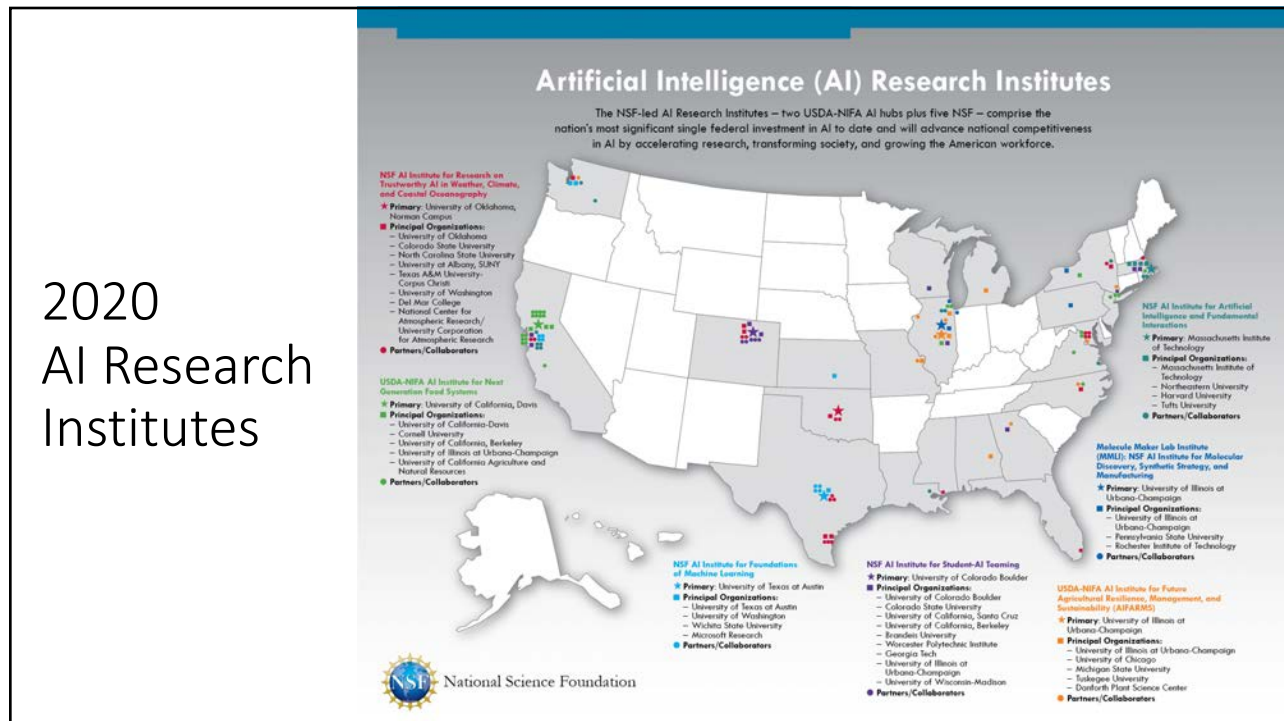 2020
AI Research
Institutes
Artificial Intelligence (AI) Research Institutes
The NSF-led AI Research Institutes – two USDA-NIFA AI hubs plus five NSF – comprise the
nation's most significant single federal investment in AI to date and will advance national competitiveness
in AI by accelerating research, transforming society, and growing the American workforce.
NSF AI Institute for Research on
Trustworthy AI in Weather, Climate,
and Coastal Oceanography
Primary: University of Oklahoma,
Norman Campus
Principal Organizations:
– University of Oklahoma
– Colorado State University
– North Carolina State University
– University at Albany, SUNY
– Texas A&M University-
Corpus Christi
– University of Washington
– Del Mar College
– National Center for
Atmospheric Research/
University Corporation
for Atmospheric Research
Partners/Collaborators
USDA-NIFA AI Institute for Next
Generation Food Systems
Primary: University of California, Davis
Principal Organizations:
– University of California-Davis
– Cornell University
– University of California, Berkeley
– University of Illinois at Urbana-Champaign
– University of California Agriculture and
Natural Resources
Partners/Collaborators
NSF AI Institute for Artificial
Intelligence and Fundamental
Interactions
Primary: Massachusetts Institute
of Technology
Principal Organizations:
– Massachusetts Institute of
Technology
– Northeastern University
– Harvard University
– Tufts University
Partners/Collaborators
Molecule Maker Lab Institute
(MMLI): NSF AI Institute for Molecular
Discovery, Synthetic Strategy, and
Manufacturing
Primary: University of Illinois at
Urbana-Champaign
Principal Organizations:
– University of Illinois at
Urbana-Champaign
– Pennsylvania State University
– Rochester Institute of Technology
Partners/Collaborators
NSF AI Institute for Foundations
of Machine Learning
Primary: University of Texas at Austin
Principal Organizations:
– University of Texas at Austin
– University of Washington
– Wichita State University
– Microsoft Research
Partners/Collaborators
NSF AI Institute for Student-AI Teaming
Primary: University of Colorado Boulder
Principal Organizations:
– University of Colorado Boulder
– Colorado State University
– University of California, Santa Cruz
– University of California, Berkeley
– Brandeis University
– Worcester Polytechnic Institute
– Georgia Tech
– University of Illinois at
Urbana-Champaign
– University of Wisconsin-Madison
Partners/Collaborators
USDA-NIFA AI Institute for Future
Agricultural Resilience, Management, and
Sustainability (AIFARMS)
Primary: University of Illinois at
Urbana-Champaign
Principal Organizations:
– University of Illinois at Urbana-Champaign
– University of Chicago
– Michigan State University
– Tuskegee University
– Danforth Plant Science Center
Partners/Collaborators
NSF
National Science Foundation